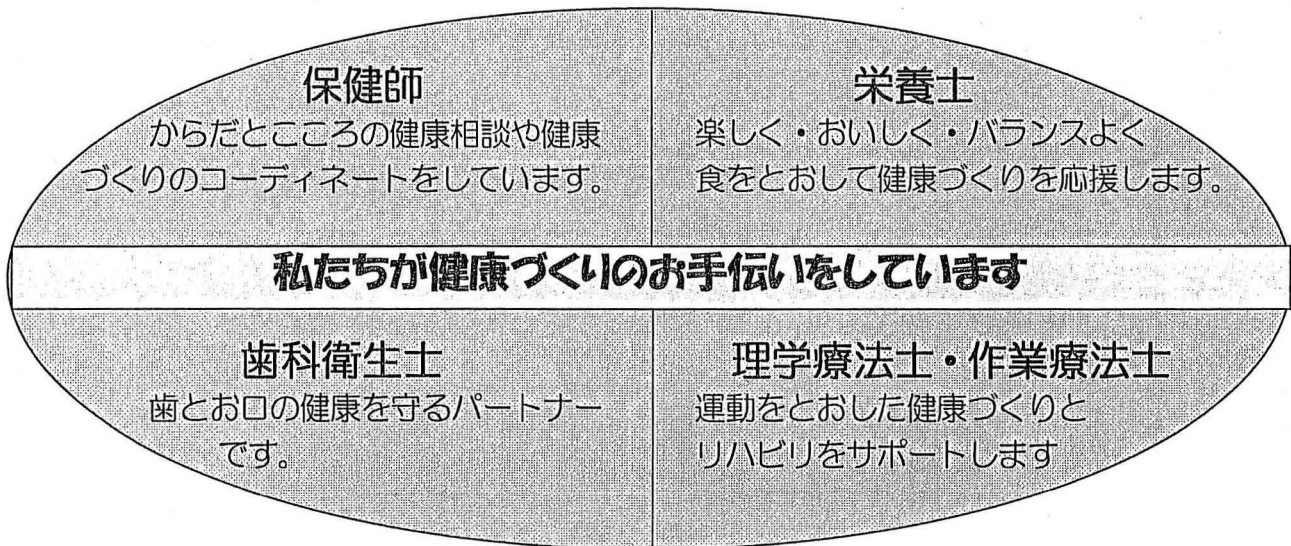 保健師
からだとこころの健康相談や健康
づくりのコーディネートをしています。
栄養士
楽しく・おいしく・バランスよく
食をとおして健康づくりを応援します。
私たちが健康づくりのお手伝いをしています
歯科衛生士
歯とお口の健康を守るパートナー
です。
理学療法士・作業療法士
運動をとおした健康づくりと
リハビリをサポートします